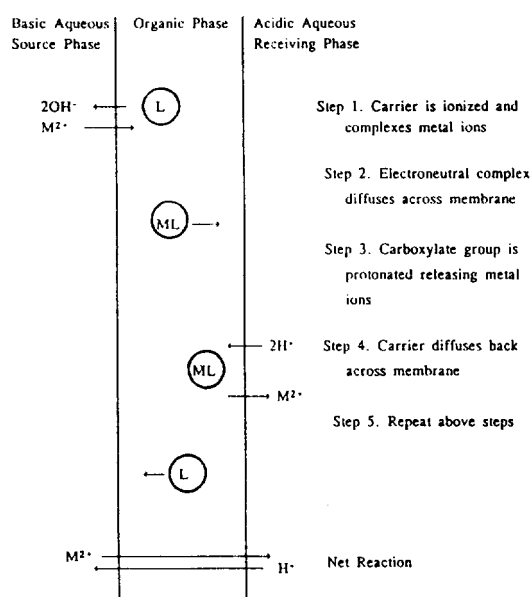 Basic Aqueous
Source Phase
Organic Phase
Acidic Aqueous
Receiving Phase
2OH⁻
L
M²⁺
Step 1. Carrier is ionized and
complexes metal ions
Step 2. Electroneutral complex
diffuses across membrane
ML
Step 3. Carboxylate group is
protonated releasing metal
ions
2H⁺
Step 4. Carrier diffuses back
across membrane
ML
M²⁺
Step 5. Repeat above steps
L
M²⁺
H⁺
Net Reaction